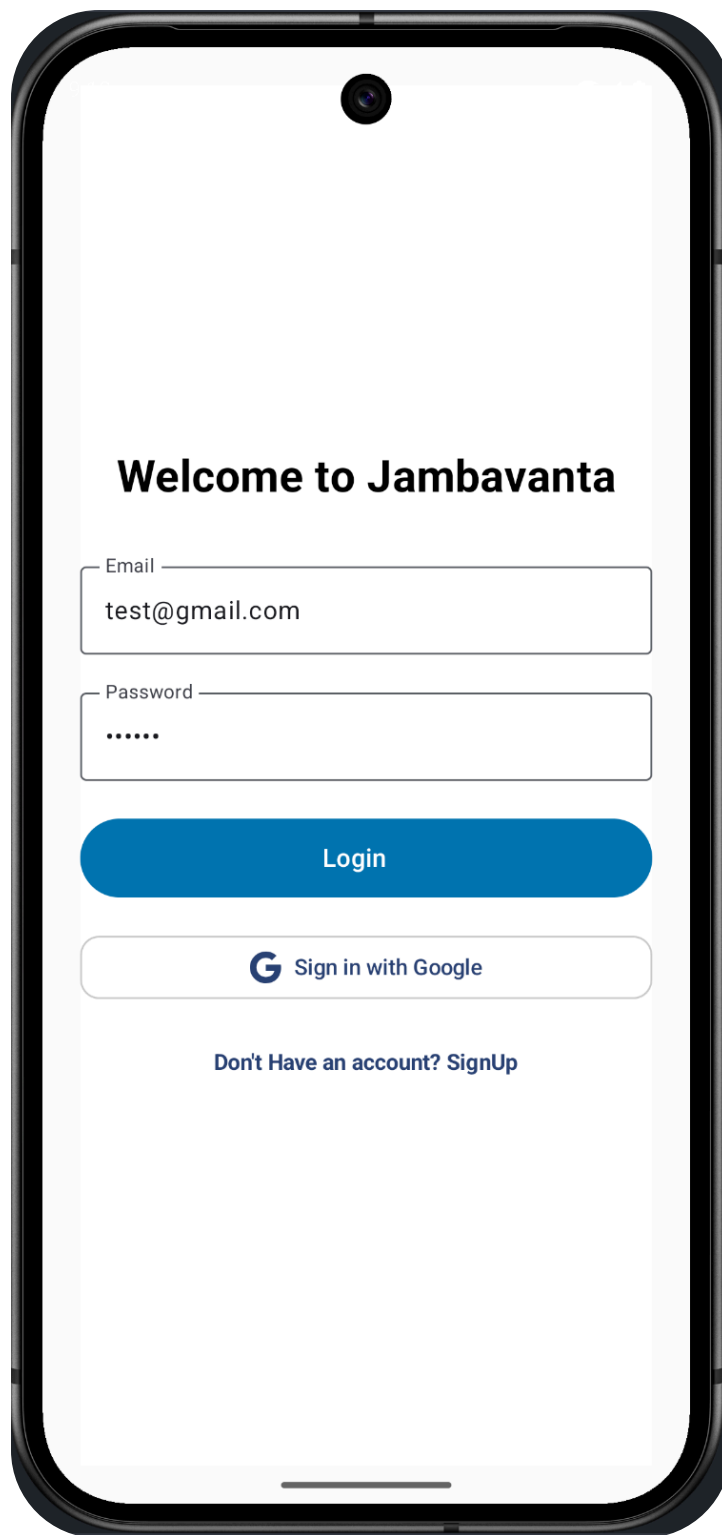 Welcome to Jambavanta
Email
test@gmail.com
Password
••••••
Login
Sign in with Google
Don't Have an account? SignUp